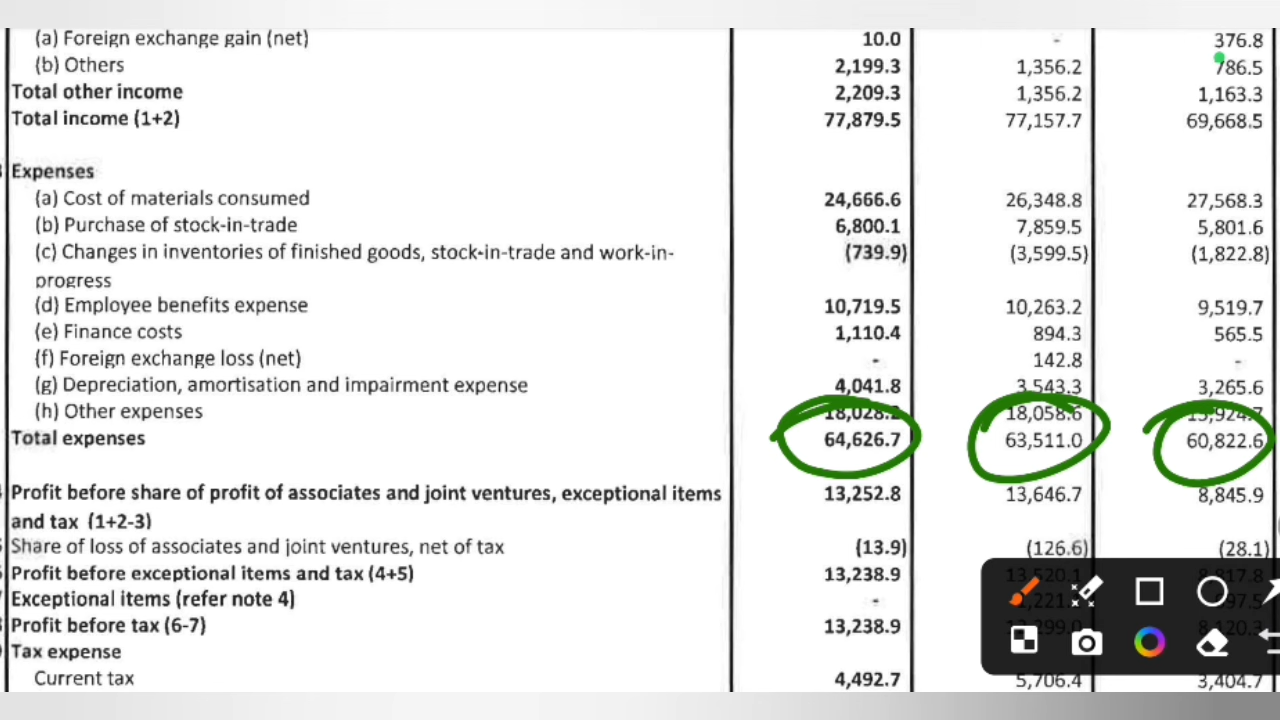 (a) Foreign exchange gain (net) 10.0 - 376.8
(b) Others 2,199.3 1,356.2 786.5
Total other income 2,209.3 1,356.2 1,163.3
Total income (1+2) 77,879.5 77,157.7 69,668.5
Expenses
(a) Cost of materials consumed 24,666.6 26,348.8 27,568.3
(b) Purchase of stock-in-trade 6,800.1 7,859.5 5,801.6
(c) Changes in inventories of finished goods, stock-in-trade and work-in- (739.9) (3,599.5) (1,822.8)
progress
(d) Employee benefits expense 10,719.5 10,263.2 9,519.7
(e) Finance costs 1,110.4 894.3 565.5
(f) Foreign exchange loss (net) - 142.8 -
(g) Depreciation, amortisation and impairment expense 4,041.8 3,543.3 3,265.6
(h) Other expenses 18,028.2 18,058.6 15,924.7
Total expenses 64,626.7 63,511.0 60,822.6
Profit before share of profit of associates and joint ventures, exceptional items 13,252.8 13,646.7 8,845.9
and tax (1+2-3)
Share of loss of associates and joint ventures, net of tax (13.9) (126.6) (28.1)
Profit before exceptional items and tax (4+5) 13,238.9 13,520.1 8,817.8
Exceptional items (refer note 4) -
Profit before tax (6-7) 13,238.9
Tax expense
Current tax 4,492.7 5,706.4 3,404.7